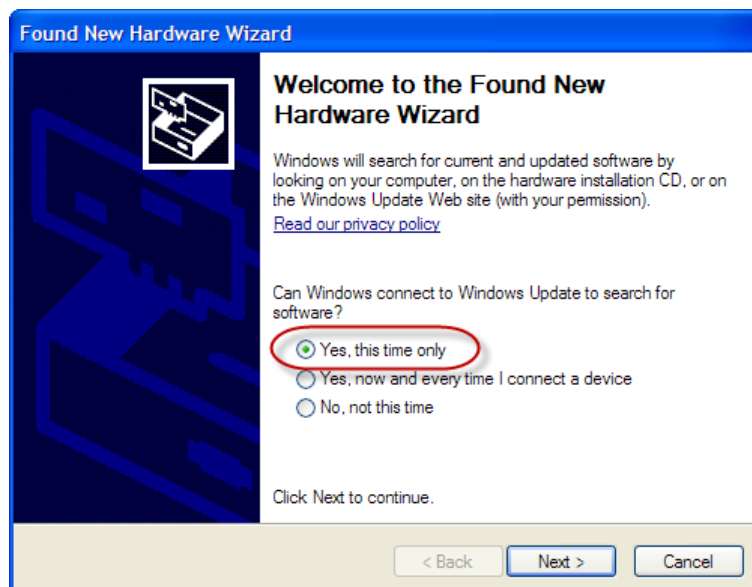 Found New Hardware Wizard
Welcome to the Found New
Hardware Wizard
Windows will search for current and updated software by
looking on your computer, on the hardware installation CD, or on
the Windows Update Web site (with your permission).
Read our privacy policy
Can Windows connect to Windows Update to search for
software?
Yes, this time only
Yes, now and every time I connect a device
No, not this time
Click Next to continue.
< Back Next > Cancel